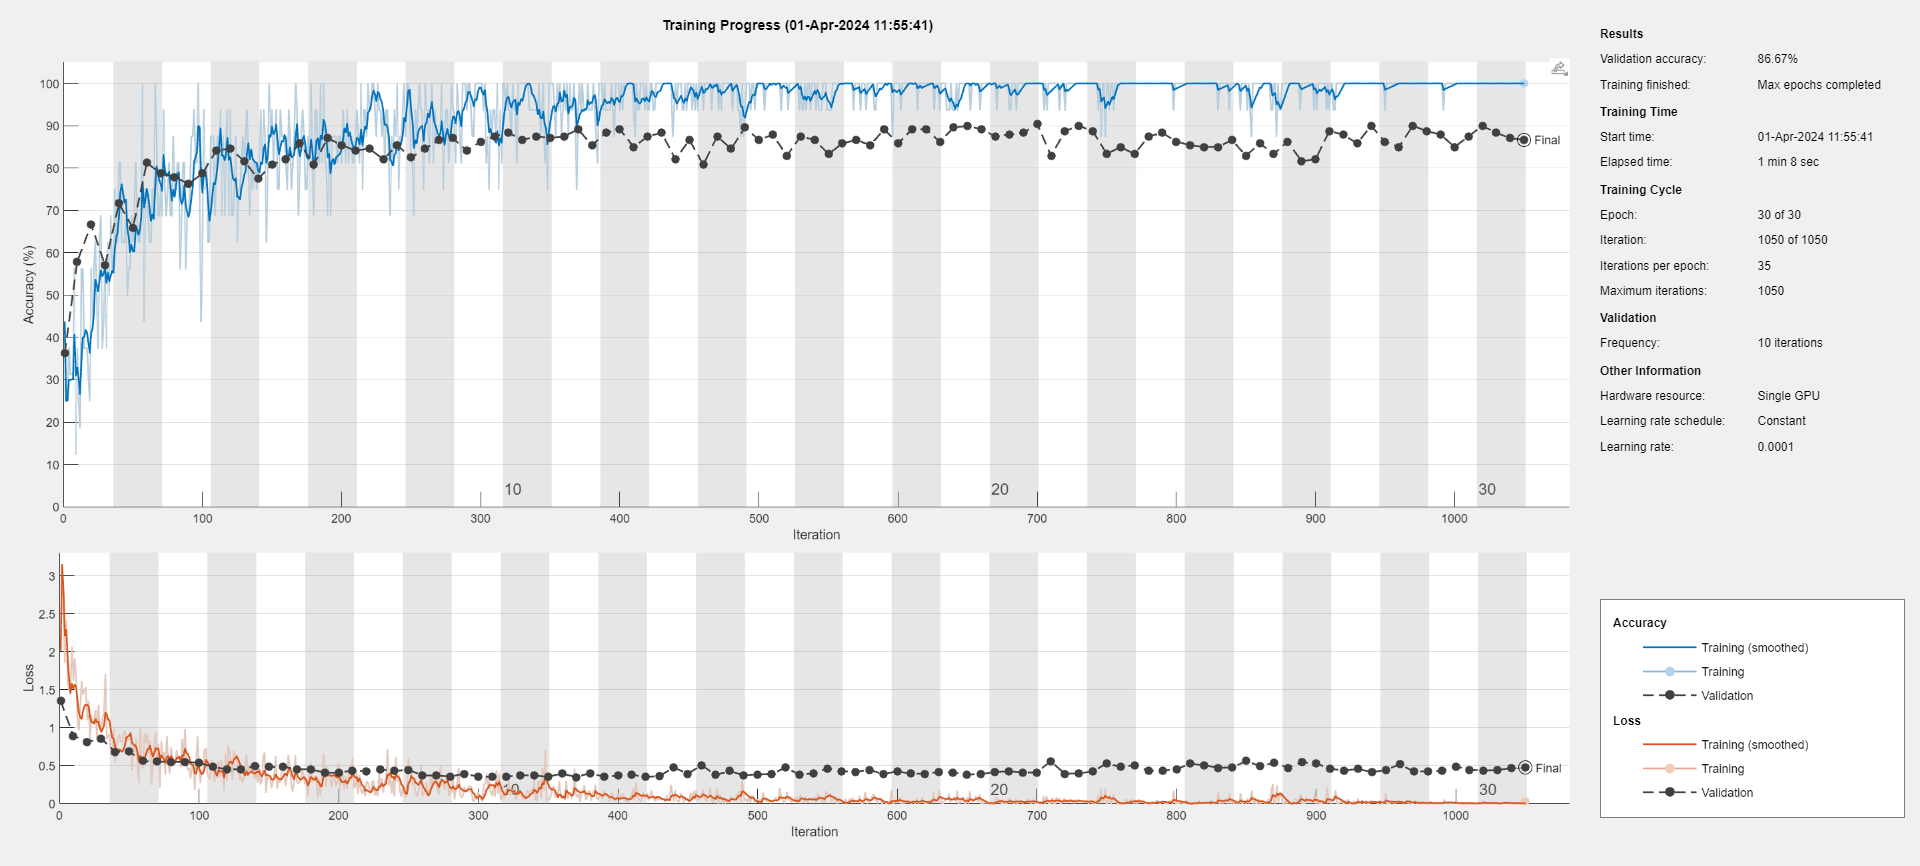 Training Progress (01-Apr-2024 11:55:41)
Accuracy (%)
100
90
80
70
60
50
40
30
20
10
0
10
20
30
Final
0 100 200 300 400 500 600 700 800 900 1000
Iteration
Loss
3
2.5
2
1.5
1
0.5
0
10
20
30
Final
0 100 200 300 400 500 600 700 800 900 1000
Iteration
Results
Validation accuracy: 86.67%
Training finished: Max epochs completed
Training Time
Start time: 01-Apr-2024 11:55:41
Elapsed time: 1 min 8 sec
Training Cycle
Epoch: 30 of 30
Iteration: 1050 of 1050
Iterations per epoch: 35
Maximum iterations: 1050
Validation
Frequency: 10 iterations
Other Information
Hardware resource: Single GPU
Learning rate schedule: Constant
Learning rate: 0.0001
Accuracy
Training (smoothed)
Training
Validation
Loss
Training (smoothed)
Training
Validation